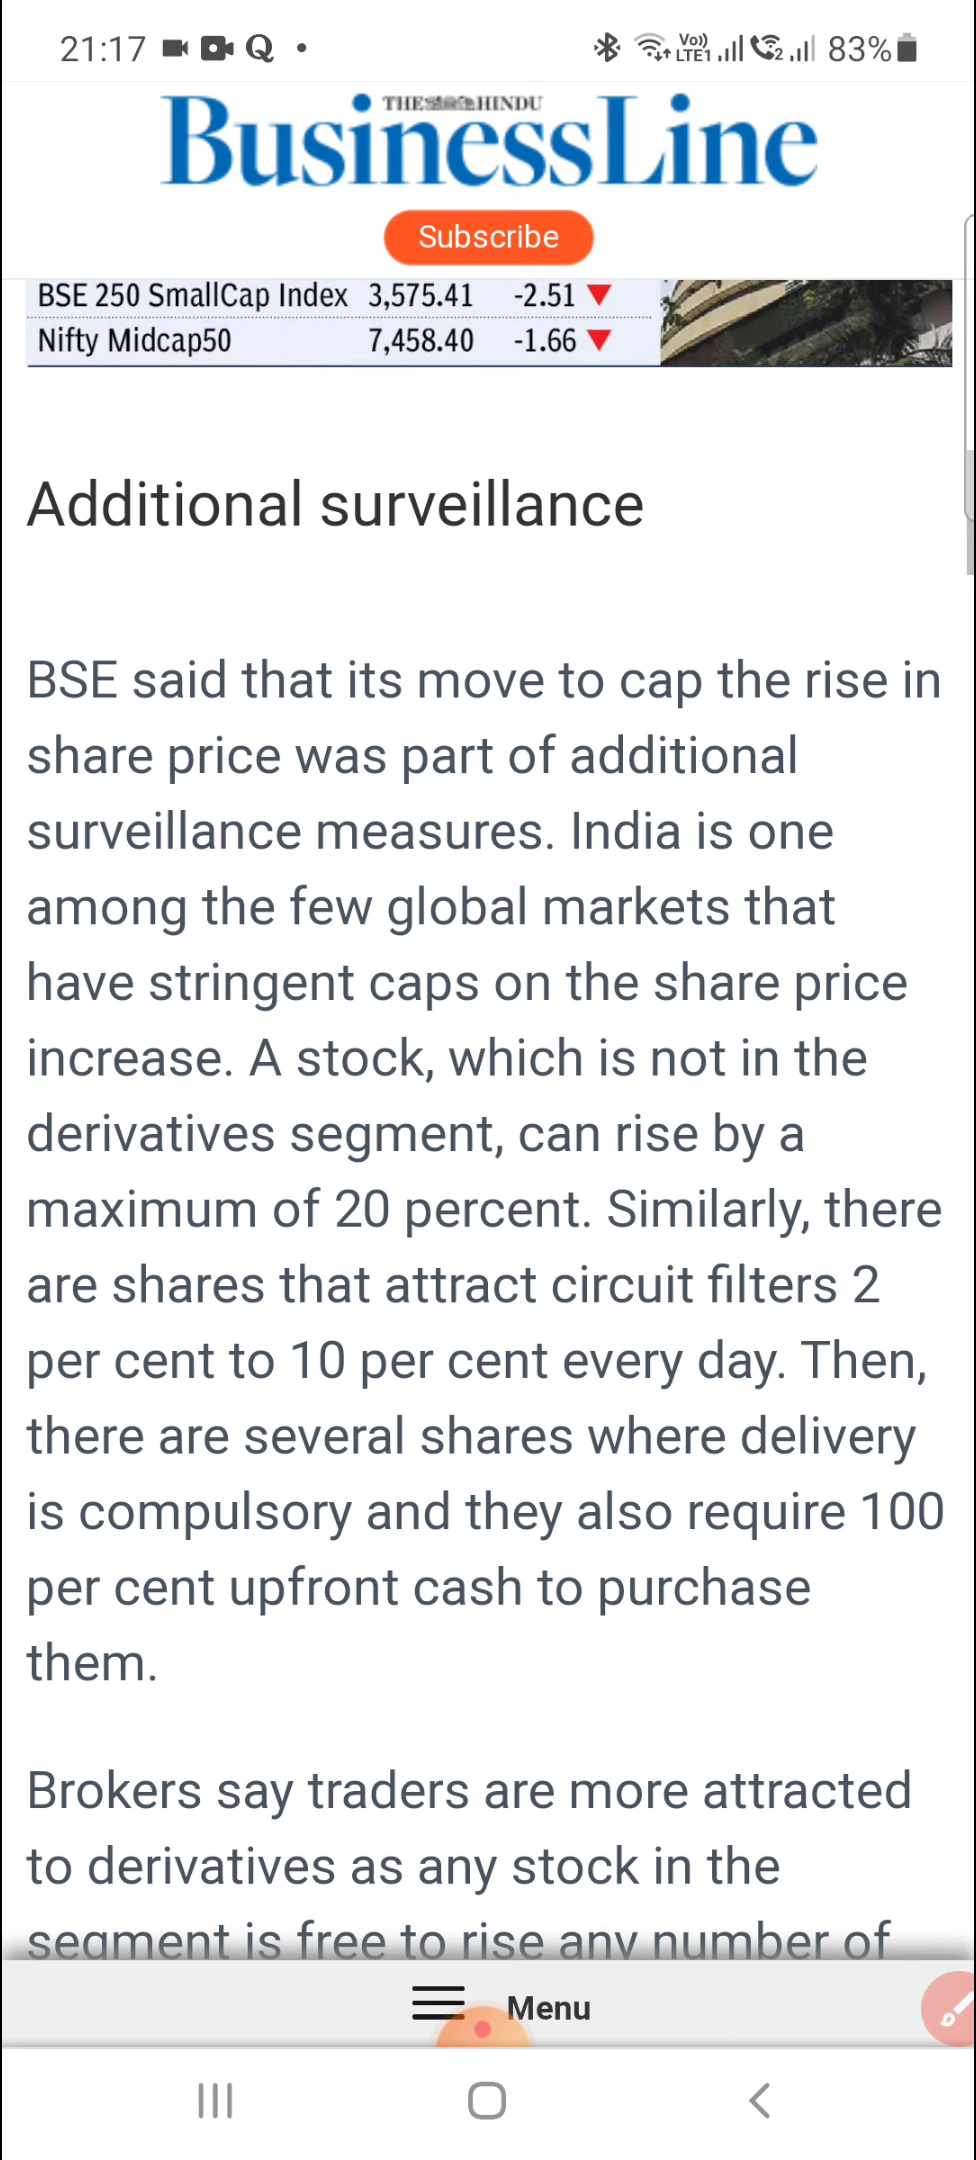 21:17 83%
Vo)) LTE1 2
THE HINDU
BusinessLine
Subscribe
BSE 250 SmallCap Index 3,575.41 -2.51 ▼
Nifty Midcap50 7,458.40 -1.66 ▼
Additional surveillance
BSE said that its move to cap the rise in
share price was part of additional
surveillance measures. India is one
among the few global markets that
have stringent caps on the share price
increase. A stock, which is not in the
derivatives segment, can rise by a
maximum of 20 percent. Similarly, there
are shares that attract circuit filters 2
per cent to 10 per cent every day. Then,
there are several shares where delivery
is compulsory and they also require 100
per cent upfront cash to purchase
them.
Brokers say traders are more attracted
to derivatives as any stock in the
segment is free to rise any number of
Menu